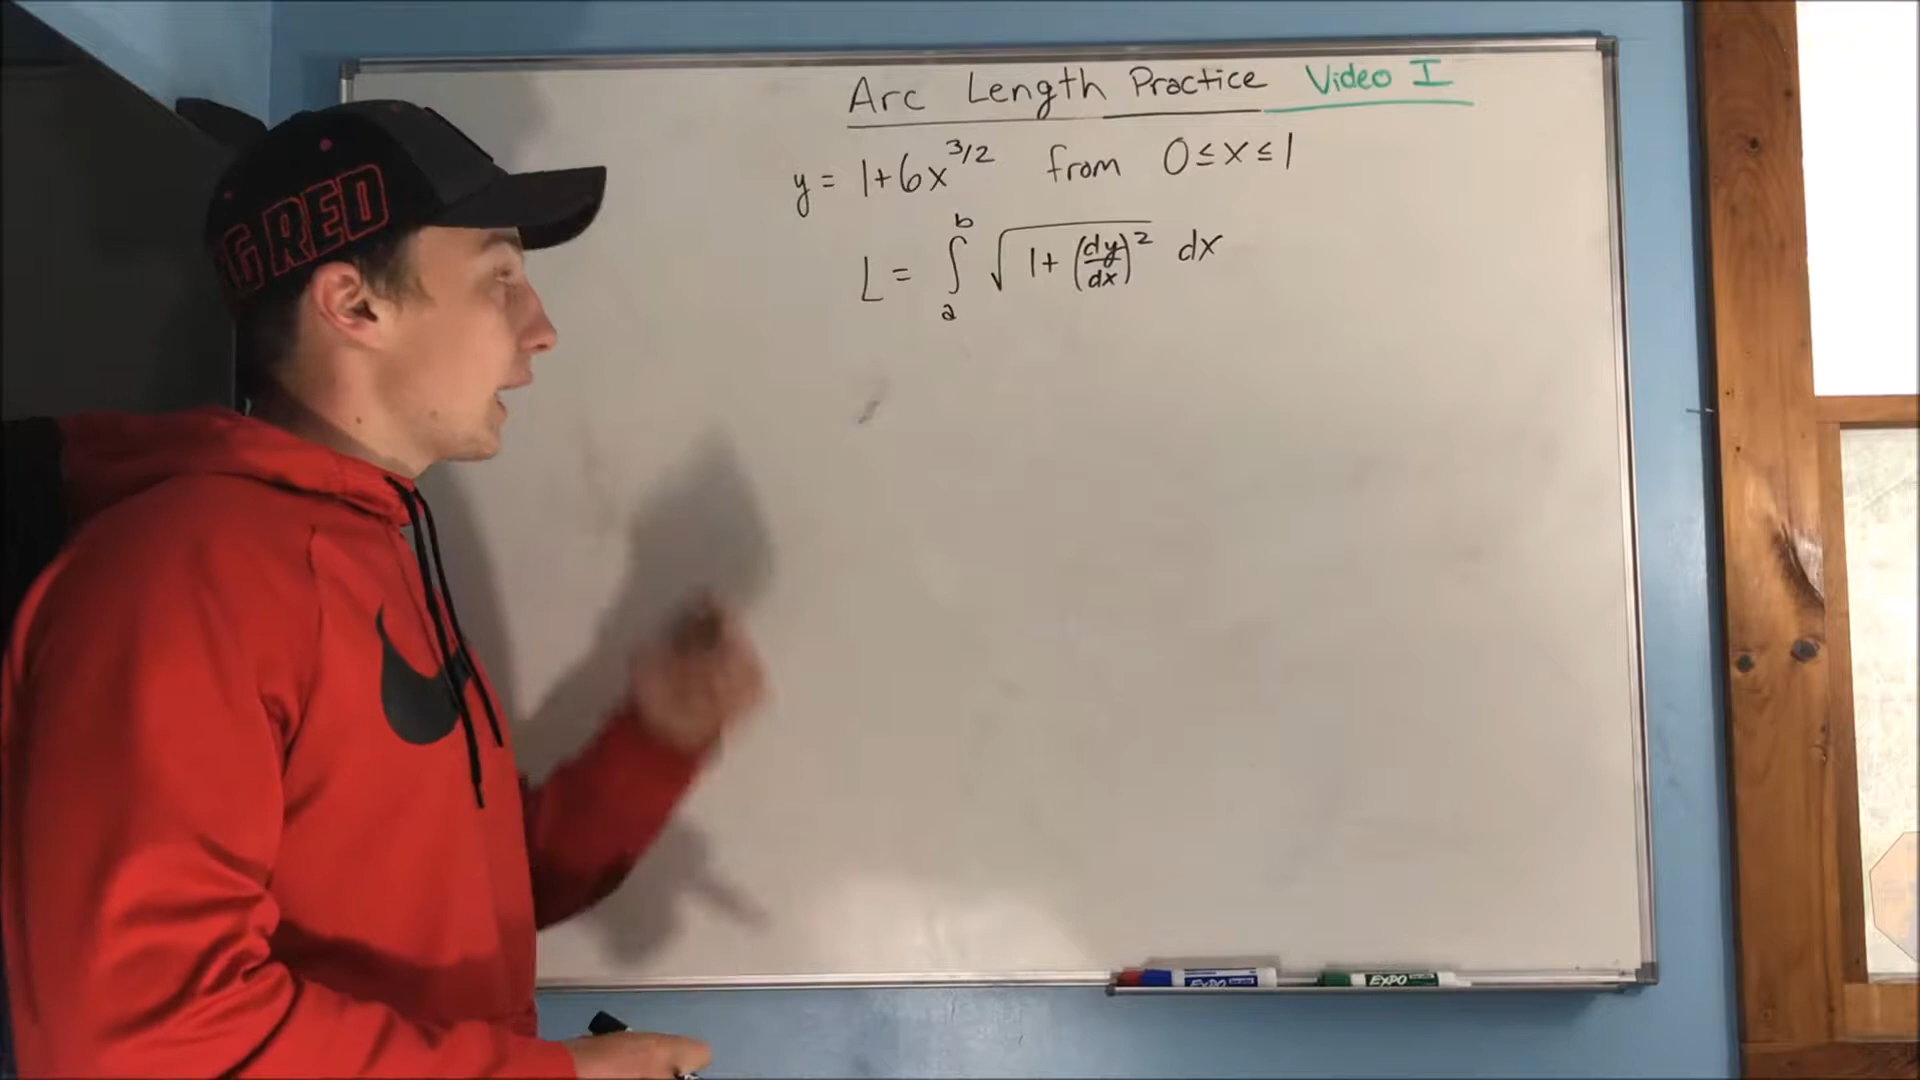 Arc Length Practice Video I
y = 1+6x^3/2 from 0≤x≤1
L = ∫ₐᵇ √(1+(dy/dx)²) dx
G RED
EXPO EXPO